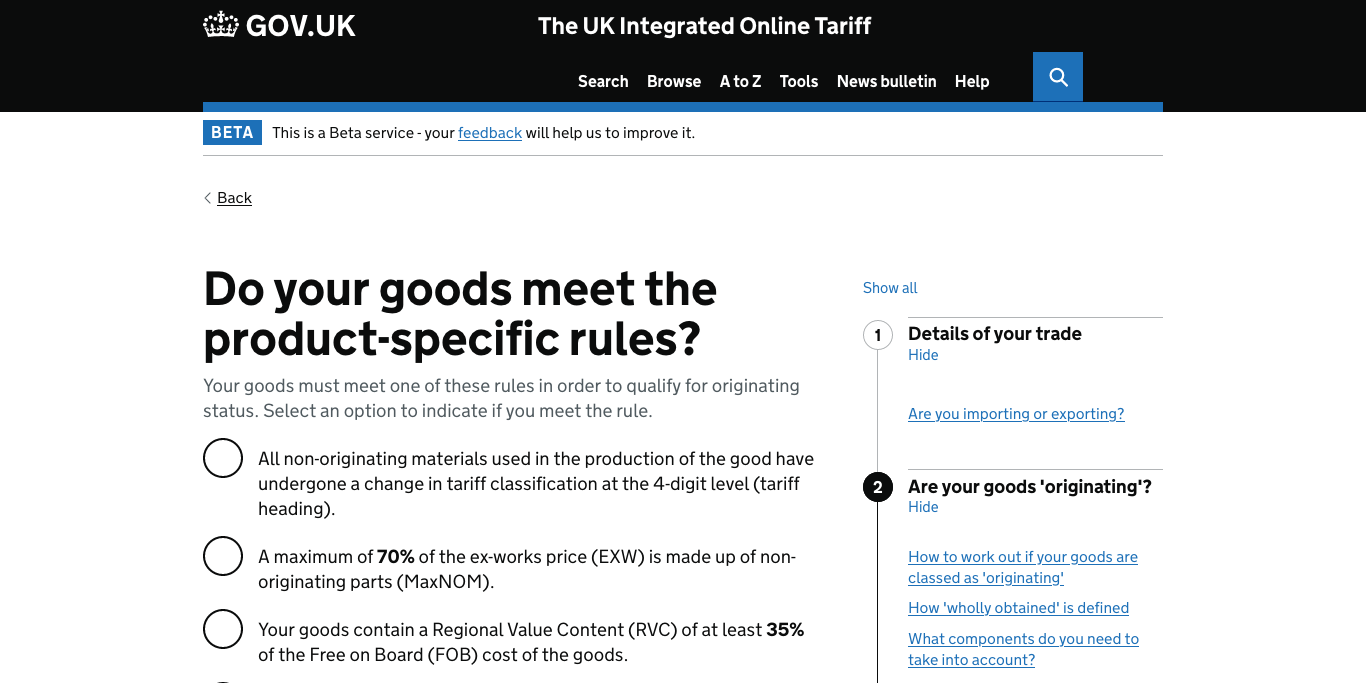 GOV.UK
The UK Integrated Online Tariff
Search Browse A to Z Tools News bulletin Help
BETA This is a Beta service - your feedback will help us to improve it.
Back
Do your goods meet the
product-specific rules?
Your goods must meet one of these rules in order to qualify for originating
status. Select an option to indicate if you meet the rule.
All non-originating materials used in the production of the good have
undergone a change in tariff classification at the 4-digit level (tariff
heading).
A maximum of 70% of the ex-works price (EXW) is made up of non-
originating parts (MaxNOM).
Your goods contain a Regional Value Content (RVC) of at least 35%
of the Free on Board (FOB) cost of the goods.
Show all
1 Details of your trade
Hide
Are you importing or exporting?
2 Are your goods 'originating'?
Hide
How to work out if your goods are
classed as 'originating'
How 'wholly obtained' is defined
What components do you need to
take into account?